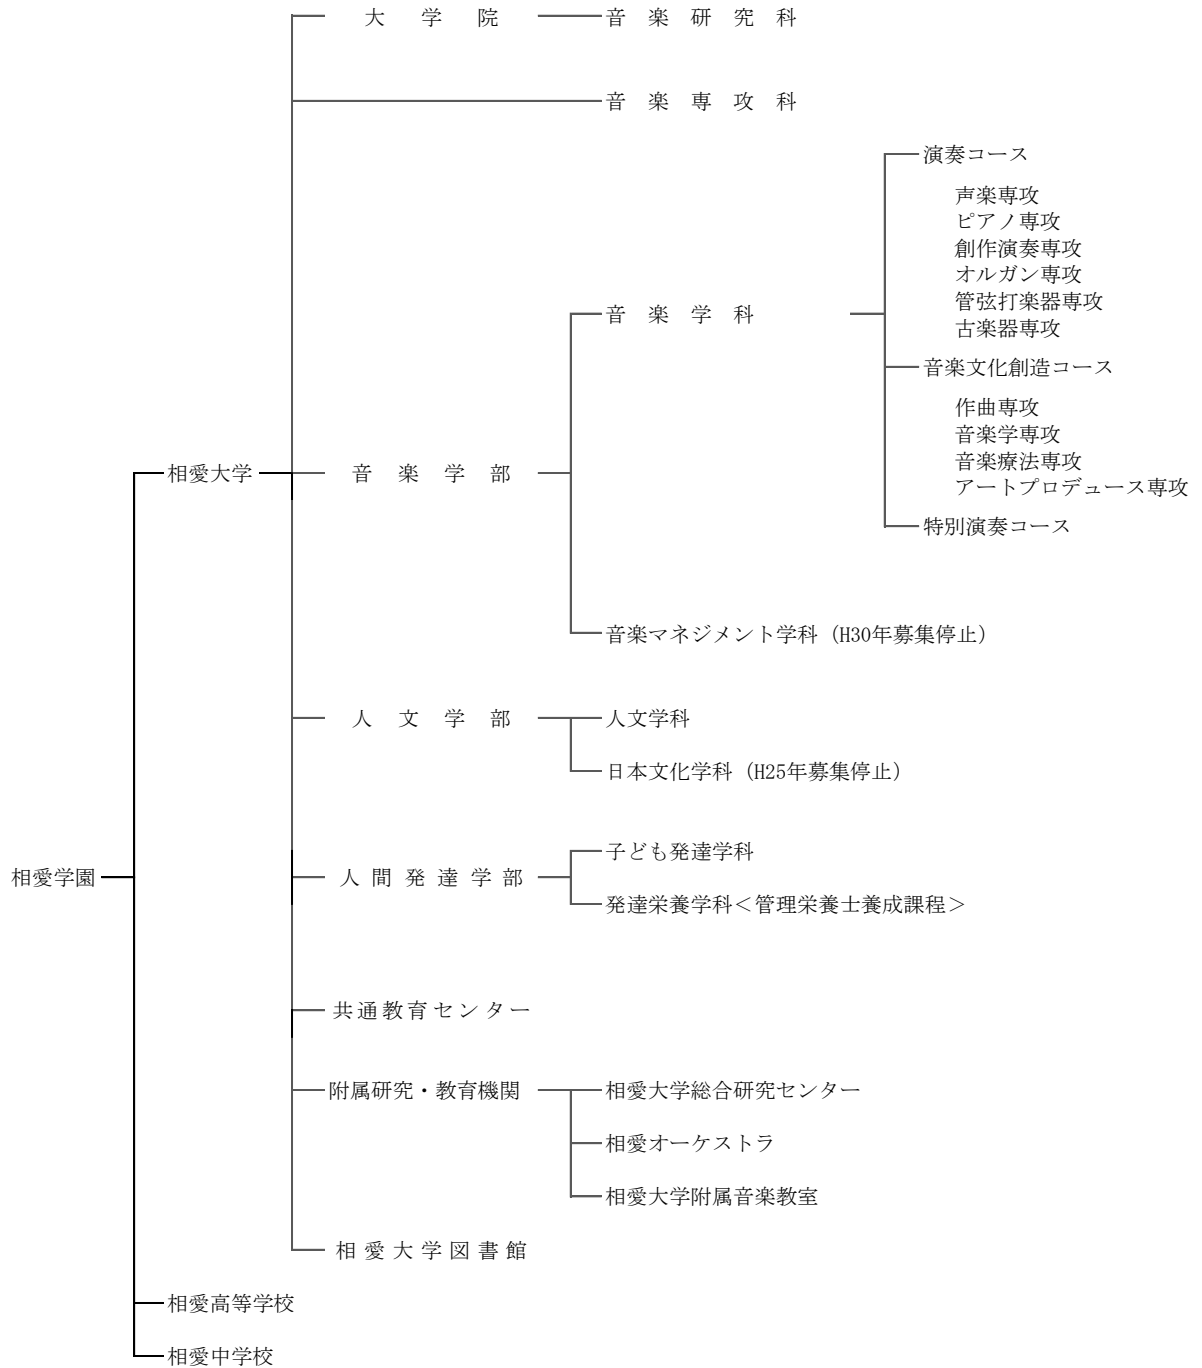 大学院 音楽研究科
音楽専攻科
演奏コース
声楽専攻
ピアノ専攻
創作演奏専攻
オルガン専攻
管弦打楽器専攻
音楽学科
古楽器専攻
音楽文化創造コース
作曲専攻
音楽学専攻
音楽療法専攻
相愛大学 音楽学部
アートプロデュース専攻
特別演奏コース
音楽マネジメント学科（H30年募集停止）
人文学部 人文学科
日本文化学科（H25年募集停止）
子ども発達学科
相愛学園 人間発達学部
発達栄養学科＜管理栄養士養成課程＞
共通教育センター
附属研究・教育機関 相愛大学総合研究センター
相愛オーケストラ
相愛大学附属音楽教室
相愛大学図書館
相愛高等学校
相愛中学校